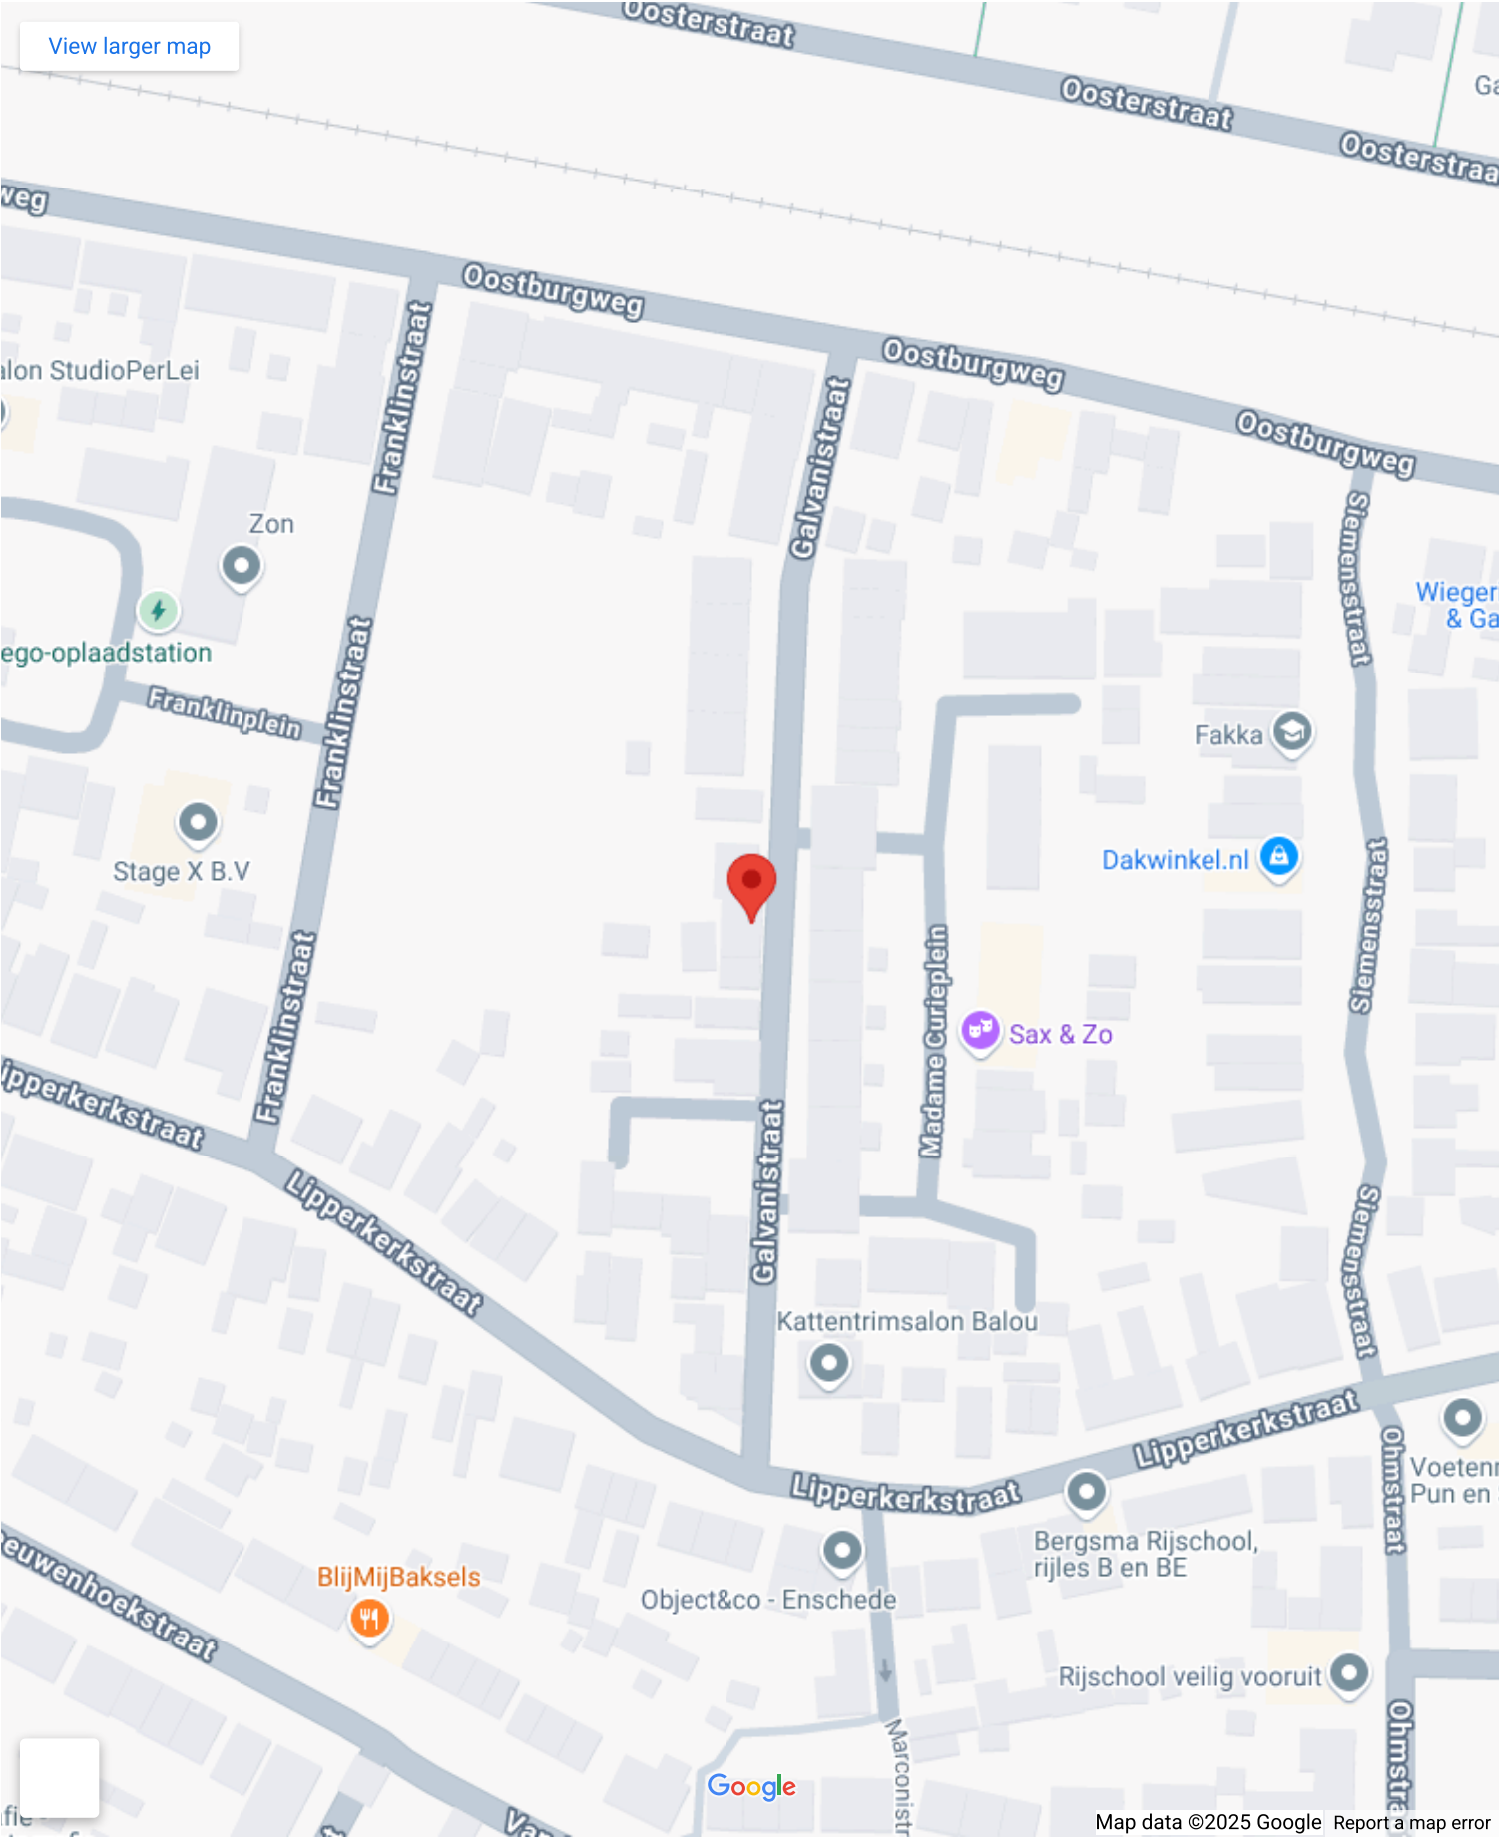 Oosterstraat
View larger map
Oosterstraat
Oosterstraa
weg
Oostburgweg
Oostburgweg
Oostburgweg
Franklinstraat
alon StudioPerLei
Galvanistraat
Zon
Siemensstraat
Wieger
& Ga
ego-oplaadstation
Franklinplein
Franklinstraat
Fakka
Stage X B.V
Dakwinkel.nl
Siemensstraat
Franklinstraat
Madame Curieplein
Sax & Zo
ipperkerkstraat
Lipperkerkstraat
Galvanistraat
Siemensstraat
Kattentrimsalon Balou
Lipperkerkstraat
Lipperkerkstraat
Ohmstraat
Voetenr
Pun en
Bergsma Rijschool,
rijles B en BE
BlijMijBaksels
Object&co - Enschede
euwenhoekstraat
Rijschool veilig vooruit
Marconistr
Ohmstra
Google
Map data ©2025 Google
Report a map error